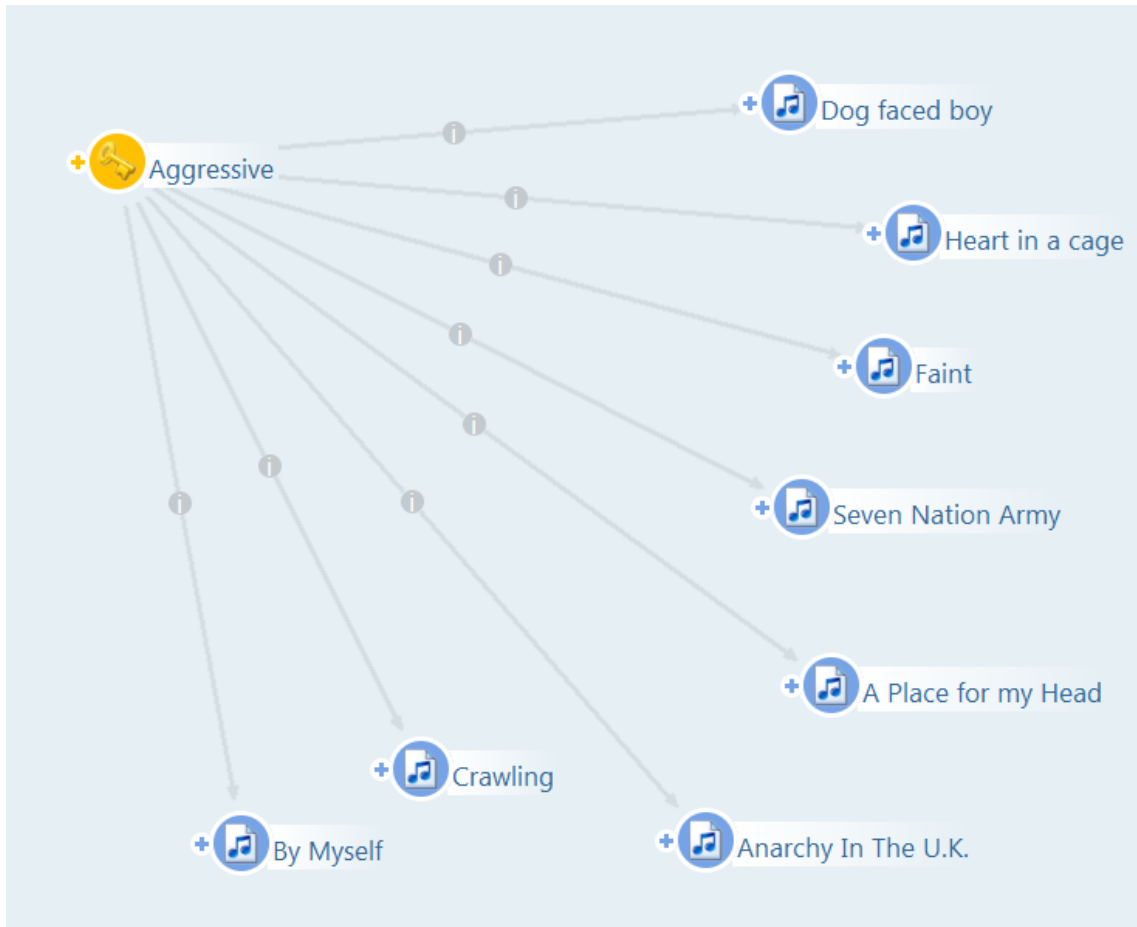 Dog faced boy
Aggressive
Heart in a cage
Faint
Seven Nation Army
A Place for my Head
Crawling
By Myself
Anarchy In The U.K.